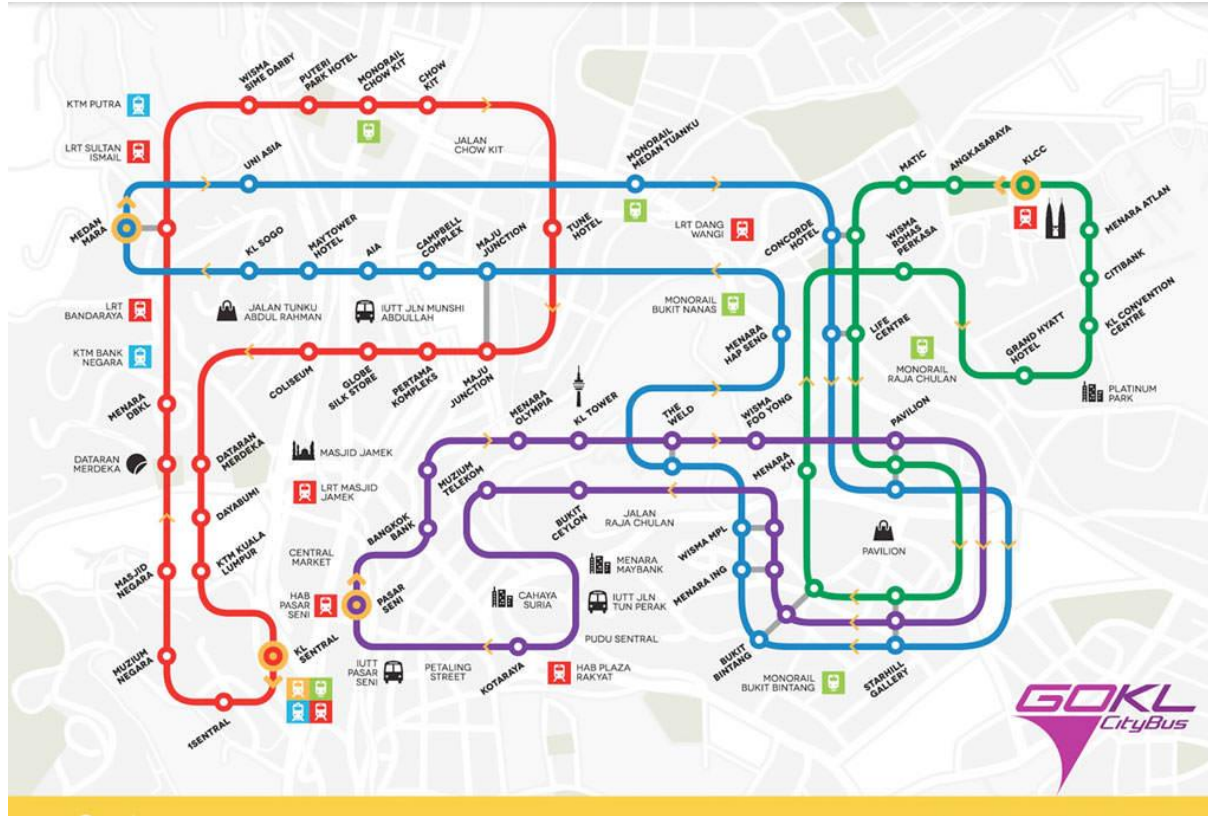 WISMA
SIME DARBY
PUTERI
PARK HOTEL
MONORAIL
CHOW KIT
CHOW
KIT
KTM PUTRA
LRT SULTAN
ISMAIL
JALAN
CHOW KIT
UNI ASIA
MONORAIL
MEDAN TUANKU
MATIC
ANGKASARAYA
KLCC
MEDAN
MARA
KL SOGO
MAYTOWER
HOTEL
AIA
CAMPBELL
COMPLEX
MAJU
JUNCTION
TUNE
HOTEL
LRT DANG
WANGI
CONCORDE
HOTEL
WISMA
ROHAS
PERKASA
MENARA ATLAN
CITIBANK
KL CONVENTION
CENTRE
LRT
BANDARAYA
JALAN TUNKU
ABDUL RAHMAN
IUTT JLN MUNSHI
ABDULLAH
MONORAIL
BUKIT NANAS
MENARA
HAP SENG
LIFE
CENTRE
GRAND HYATT
HOTEL
KTM BANK
NEGARA
COLISEUM
GLOBE
SILK STORE
PERTAMA
KOMPLEKS
MAJU
JUNCTION
MONORAIL
RAJA CHULAN
PLATINUM
PARK
MENARA
DBKL
MENARA
OLYMPIA
KL TOWER
THE
WELD
WISMA
FOO YONG
PAVILION
DATARAN
MERDEKA
DATARAN
MERDEKA
MASJID JAMEK
LRT MASJID
JAMEK
MUZIUM
TELEKOM
MENARA
KH
DAYABUMI
BANGKOK
BANK
BUKIT
CEYLON
JALAN
RAJA CHULAN
WISMA MPL
PAVILION
MASJID
NEGARA
KTM KUALA
LUMPUR
CENTRAL
MARKET
MENARA
MAYBANK
MENARA ING
HAB
PASAR
SENI
PASAR
SENI
CAHAYA
SURIA
IUTT JLN
TUN PERAK
PUDU SENTRAL
MUZIUM
NEGARA
KL
SENTRAL
IUTT
PASAR
SENI
PETALING
STREET
KOTARAYA
HAB PLAZA
RAKYAT
BUKIT
BINTANG
MONORAIL
BUKIT BINTANG
STARHILL
GALLERY
1SENTRAL
GOKL
CityBus